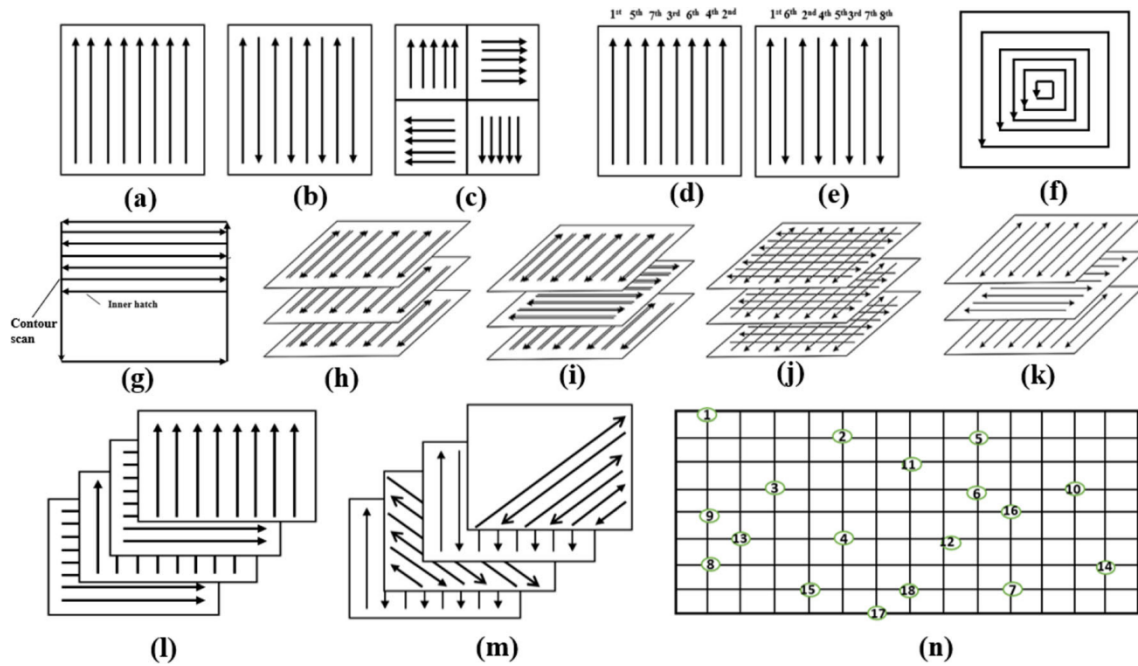 1st 5th 7th 3rd 6th 4th 2nd
1st 6th 2nd 4th 5th 3rd 7th 8th
(a)
(b)
(c)
(d)
(e)
(f)
Inner hatch
Contour
scan
(g)
(h)
(i)
(j)
(k)
1
2
5
11
3
6
10
9
16
13
4
12
8
14
15
18
7
17
(l)
(m)
(n)